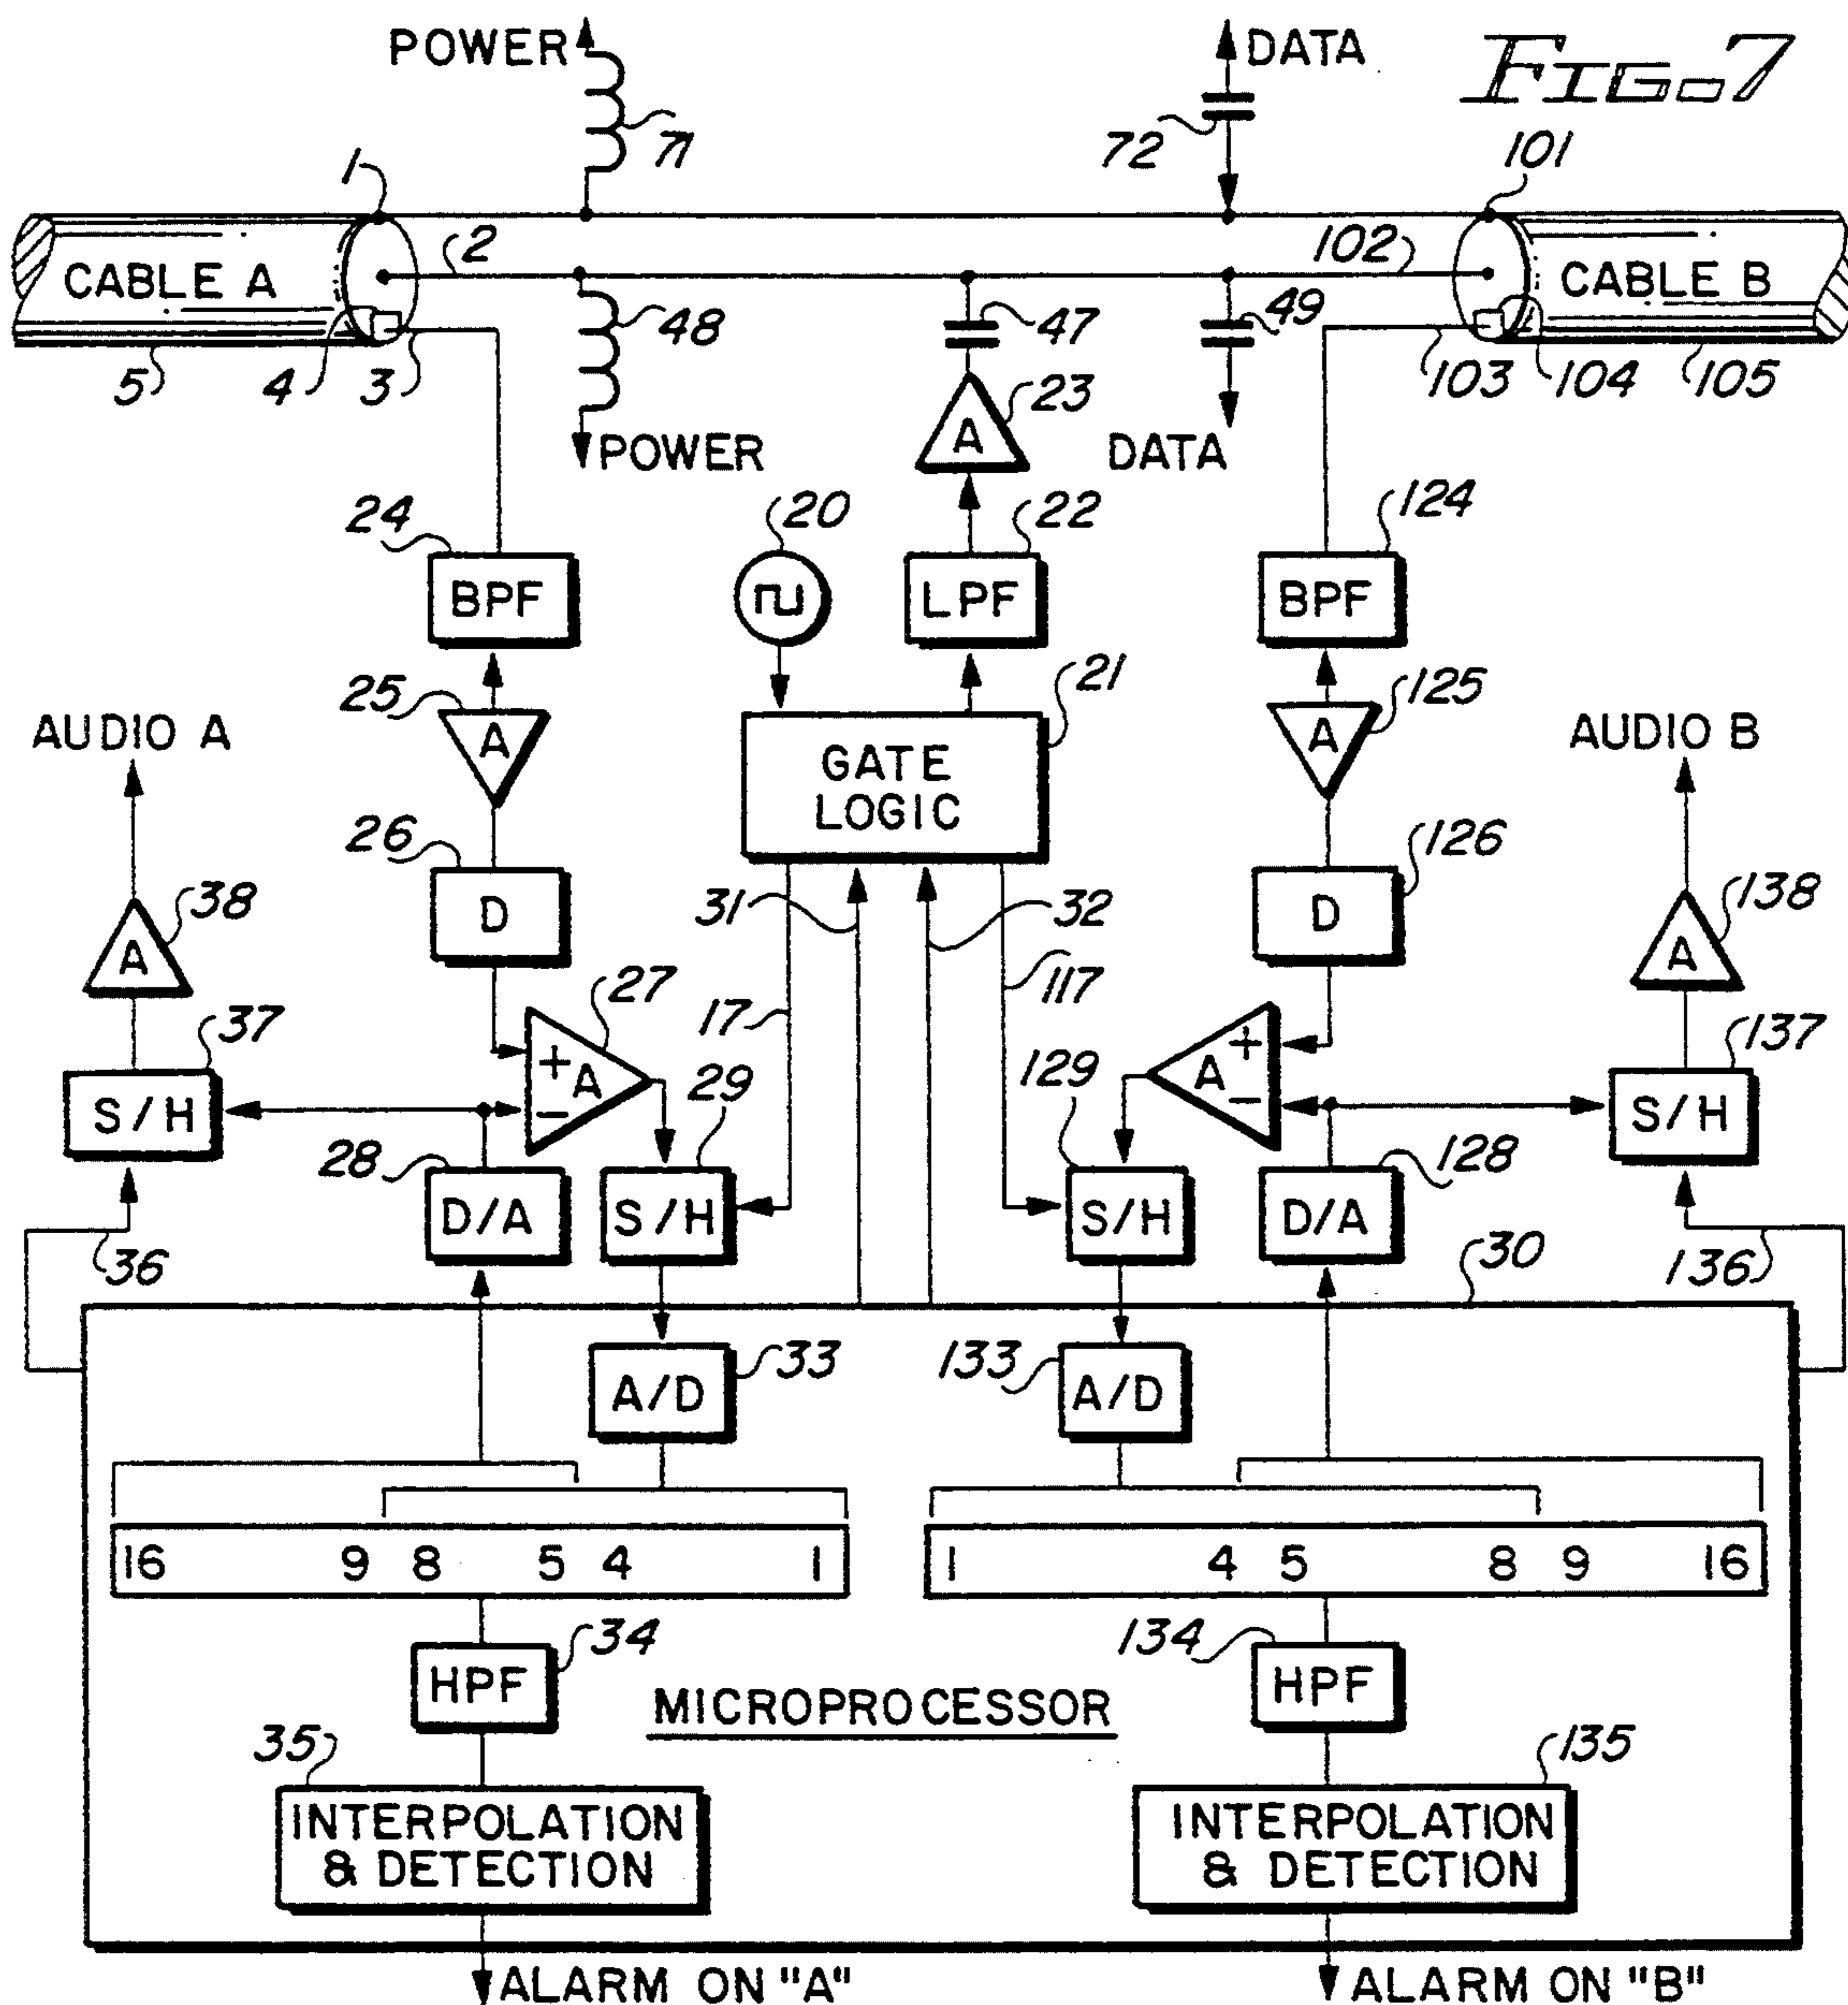 POWER
DATA
FIG. 7
71
72
1
101
2
102
CABLE A
CABLE B
48
47
49
5
4
3
23
A
103
104
105
POWER
DATA
24
20
22
124
BPF
LPF
BPF
25
21
125
AUDIO A
A
A
AUDIO B
GATE
LOGIC
26
126
D
D
38
31
32
138
A
A
27
17
117
37
+
A
-
29
129
A
+
-
137
S/H
S/H
28
128
D/A
S/H
S/H
D/A
36
30
136
33
133
A/D
A/D
16 9 8 5 4 1
1 4 5 8 9 16
34
134
HPF
HPF
MICROPROCESSOR
35
135
INTERPOLATION
& DETECTION
INTERPOLATION
& DETECTION
ALARM ON "A"
ALARM ON "B"